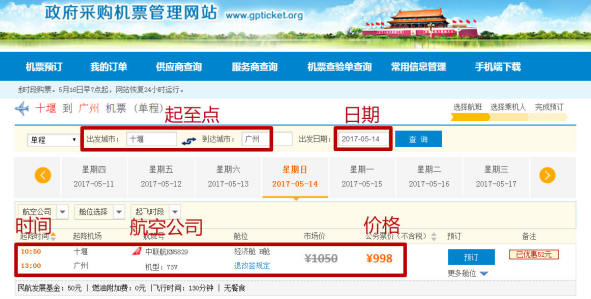 政府采购机票管理网站 www.gpticket.org
机票预订 我的订单 供应商查询 服务商查询 机票查验单查询 常用信息管理 手机端下载
时段购票。5月16日早7点起，网站恢复24小时运行。
十堰 到 广州 机票（单程） 选择航班 选择乘机人 完成预订
起至点 日期
单程 出发城市： 十堰 到达城市： 广州 出发日期： 2017-05-14 查 询
星期四 星期五 星期六 星期日 星期一 星期二 星期三
2017-05-11 2017-05-12 2017-05-13 2017-05-14 2017-05-15 2017-05-16 2017-05-17
航空公司 舱位选择 起飞时段
时间 航空公司 价格
起降时间 起降机场 舱位 市场价 公务票价（不含税） 预订 备注
10:50 十堰 中联航KN5829 经济舱 ¥1050 ¥998 预订 已优惠52元
13:00 广州 机型：73V 退改签规定 更多舱位
民航发展基金：50元 | 燃油附加费：0元 |飞行时间：130分钟 | 无餐食